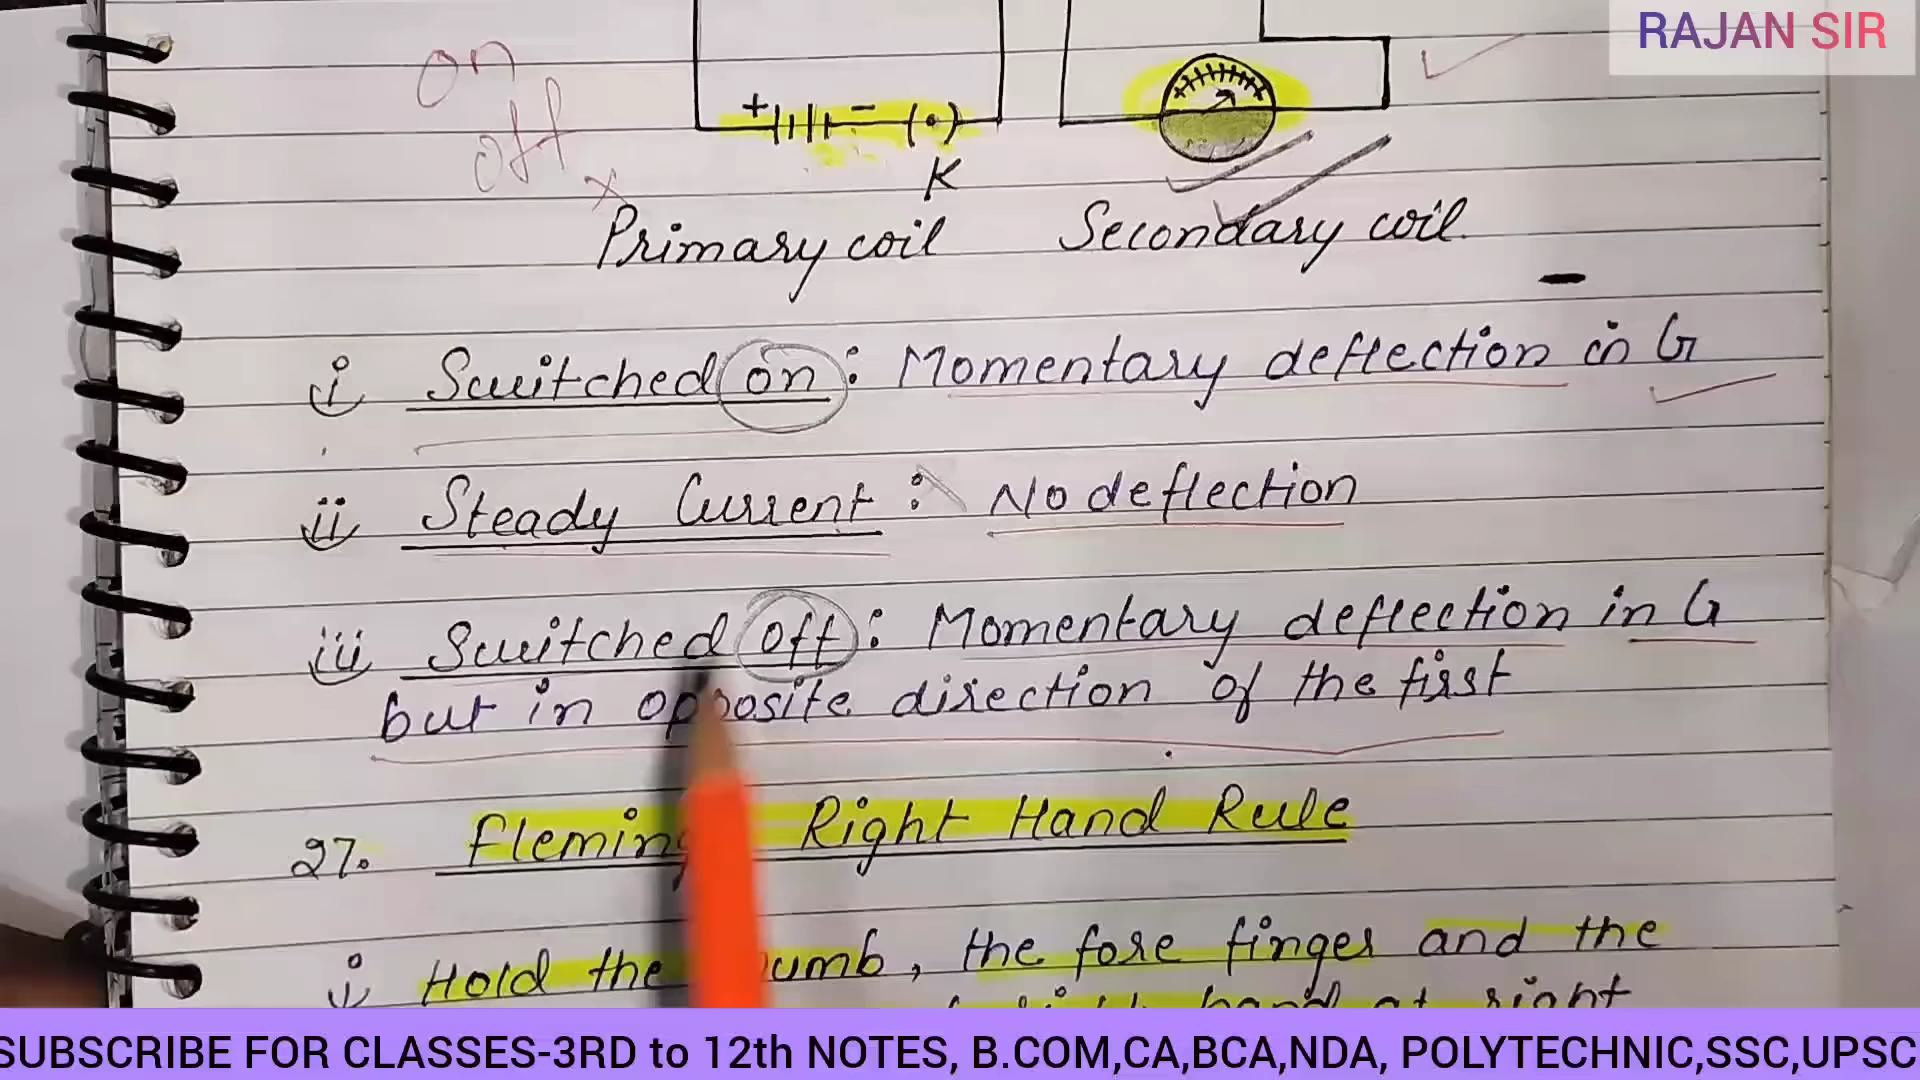 RAJAN SIR
on
off
+ -
K
Primary coil Secondary coil.
i Switched on : Momentary deflection in G
ii Steady Current : No deflection
iii Switched off : Momentary deflection in G
but in opposite direction of the first
27. Fleming Right Hand Rule
i Hold the , the fore finger and the
hand at right
SUBSCRIBE FOR CLASSES-3RD to 12th NOTES, B.COM,CA,BCA,NDA, POLYTECHNIC,SSC,UPSC